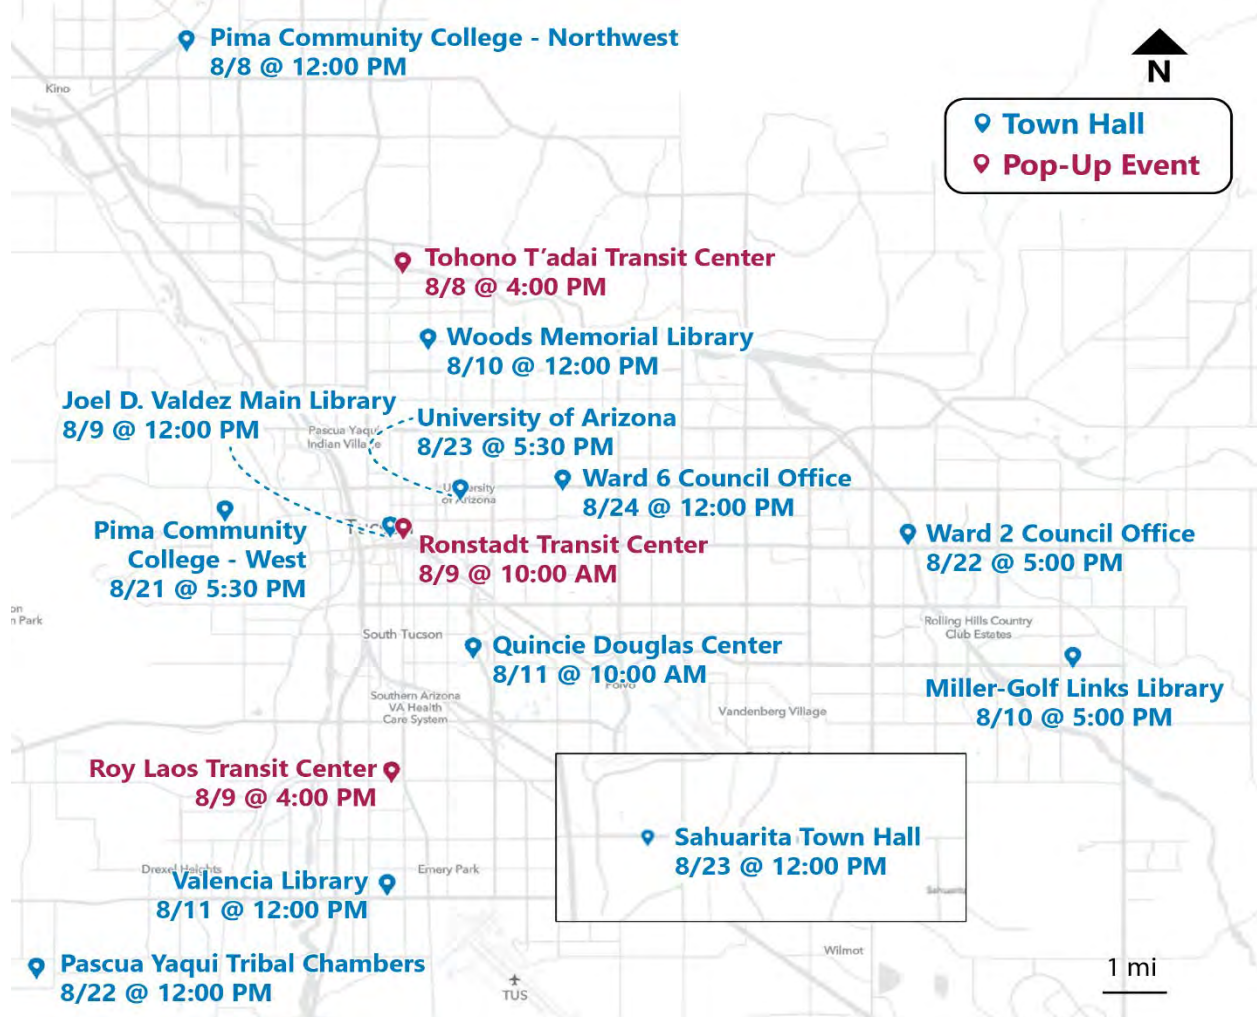 Pima Community College - Northwest
8/8 @ 12:00 PM
N
Kino
Town Hall
Pop-Up Event
Tohono T’adai Transit Center
8/8 @ 4:00 PM
Woods Memorial Library
8/10 @ 12:00 PM
Joel D. Valdez Main Library
8/9 @ 12:00 PM
University of Arizona
8/23 @ 5:30 PM
Pascua Yaqui
Indian Village
Ward 6 Council Office
8/24 @ 12:00 PM
University
of Arizona
Pima Community
College - West
8/21 @ 5:30 PM
Ronstadt Transit Center
8/9 @ 10:00 AM
Ward 2 Council Office
8/22 @ 5:00 PM
n Park
South Tucson
Rolling Hills Country
Club Estates
Quincie Douglas Center
8/11 @ 10:00 AM
Miller-Golf Links Library
8/10 @ 5:00 PM
Southern Arizona
VA Health
Care System
Vandenberg Village
Roy Laos Transit Center
8/9 @ 4:00 PM
Sahuarita Town Hall
8/23 @ 12:00 PM
Sahuarita
Drexel Heights
Emery Park
Valencia Library
8/11 @ 12:00 PM
Wilmot
Pascua Yaqui Tribal Chambers
8/22 @ 12:00 PM
TUS
1 mi